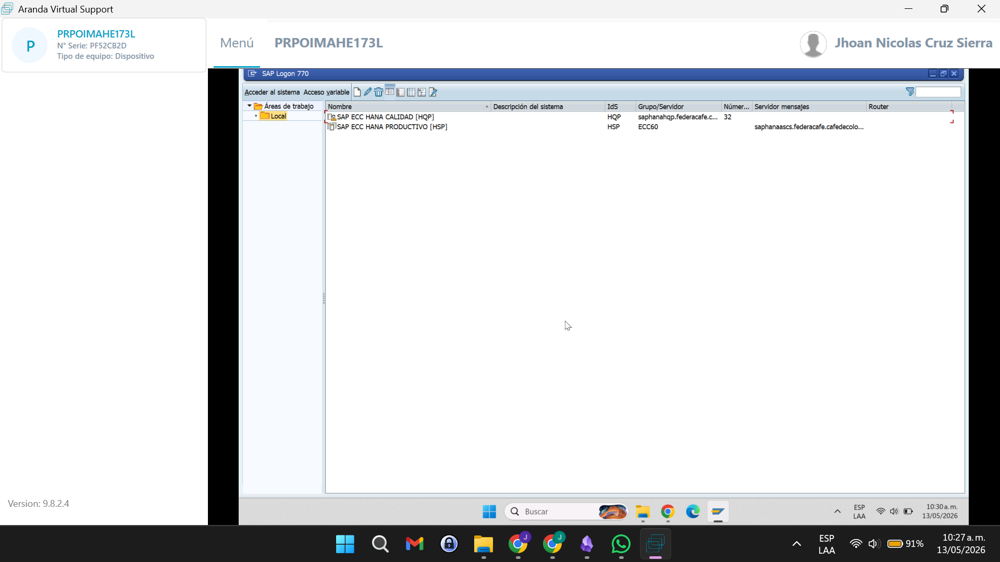 Aranda Virtual Support
P
PRPOIMAHE173L
N° Serie: PF52CB2D
Tipo de equipo: Dispositivo
Menú
PRPOIMAHE173L
Jhoan Nicolas Cruz Sierra
SAP Logon 770
Acceder al sistema Acceso variable
Áreas de trabajo
Local
Nombre Descripción del sistema IdS Grupo/Servidor Númer... Servidor mensajes Router
SAP ECC HANA CALIDAD [HQP] HQP saphanahqp.federacafe.c... 32
SAP ECC HANA PRODUCTIVO [HSP] HSP ECC60 saphanaascs.federacafe.cafedecolo...
Version: 9.8.2.4
Buscar
ESP
LAA
10:30 a. m.
13/05/2026
J
J
ESP
LAA
91%
10:27 a. m.
13/05/2026